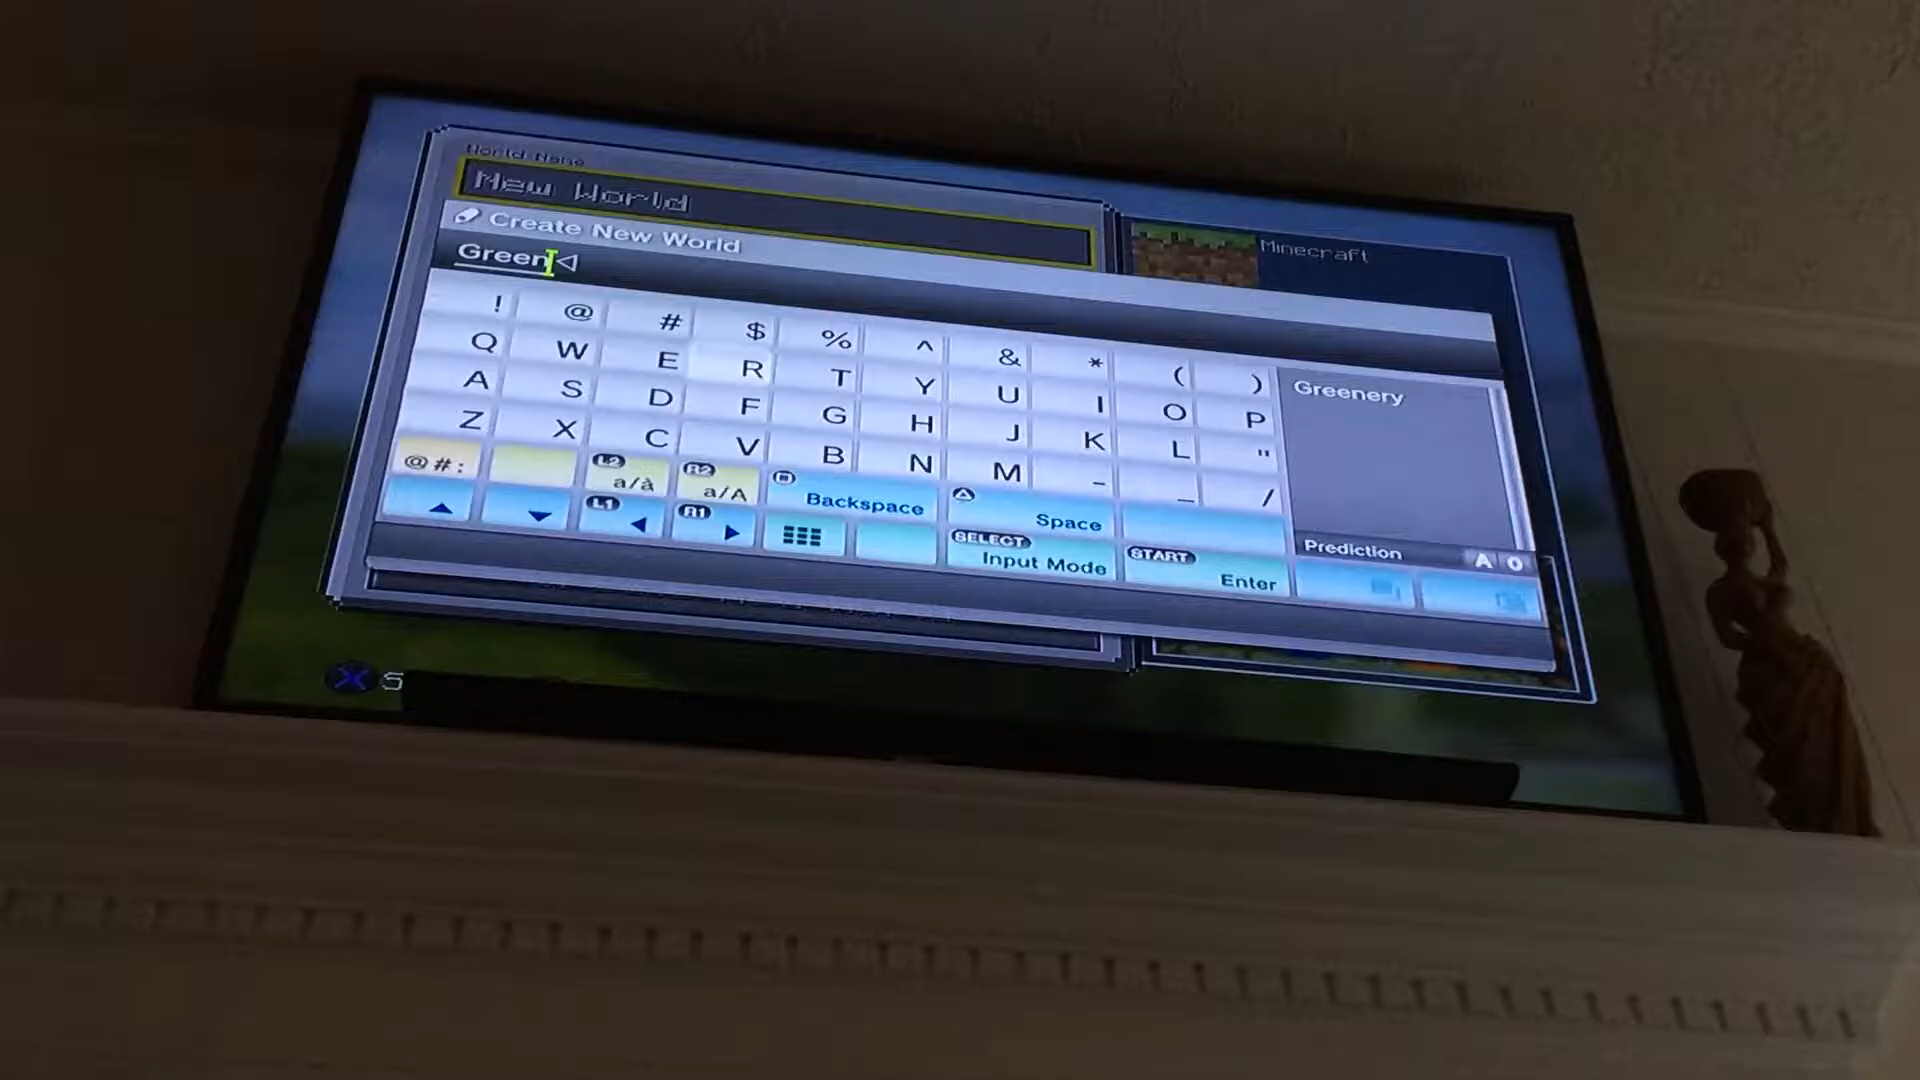 World Name
New World
Create New World
Green
Minecraft
! @ # $ % ^ & * ( )
Q W E R T Y U I O P
A S D F G H J K L "
Z X C V B N M - _ /
Greenery
@#: L2 a/à R2 a/A Backspace Space
L1 R1 SELECT Input Mode START Enter
Prediction
S